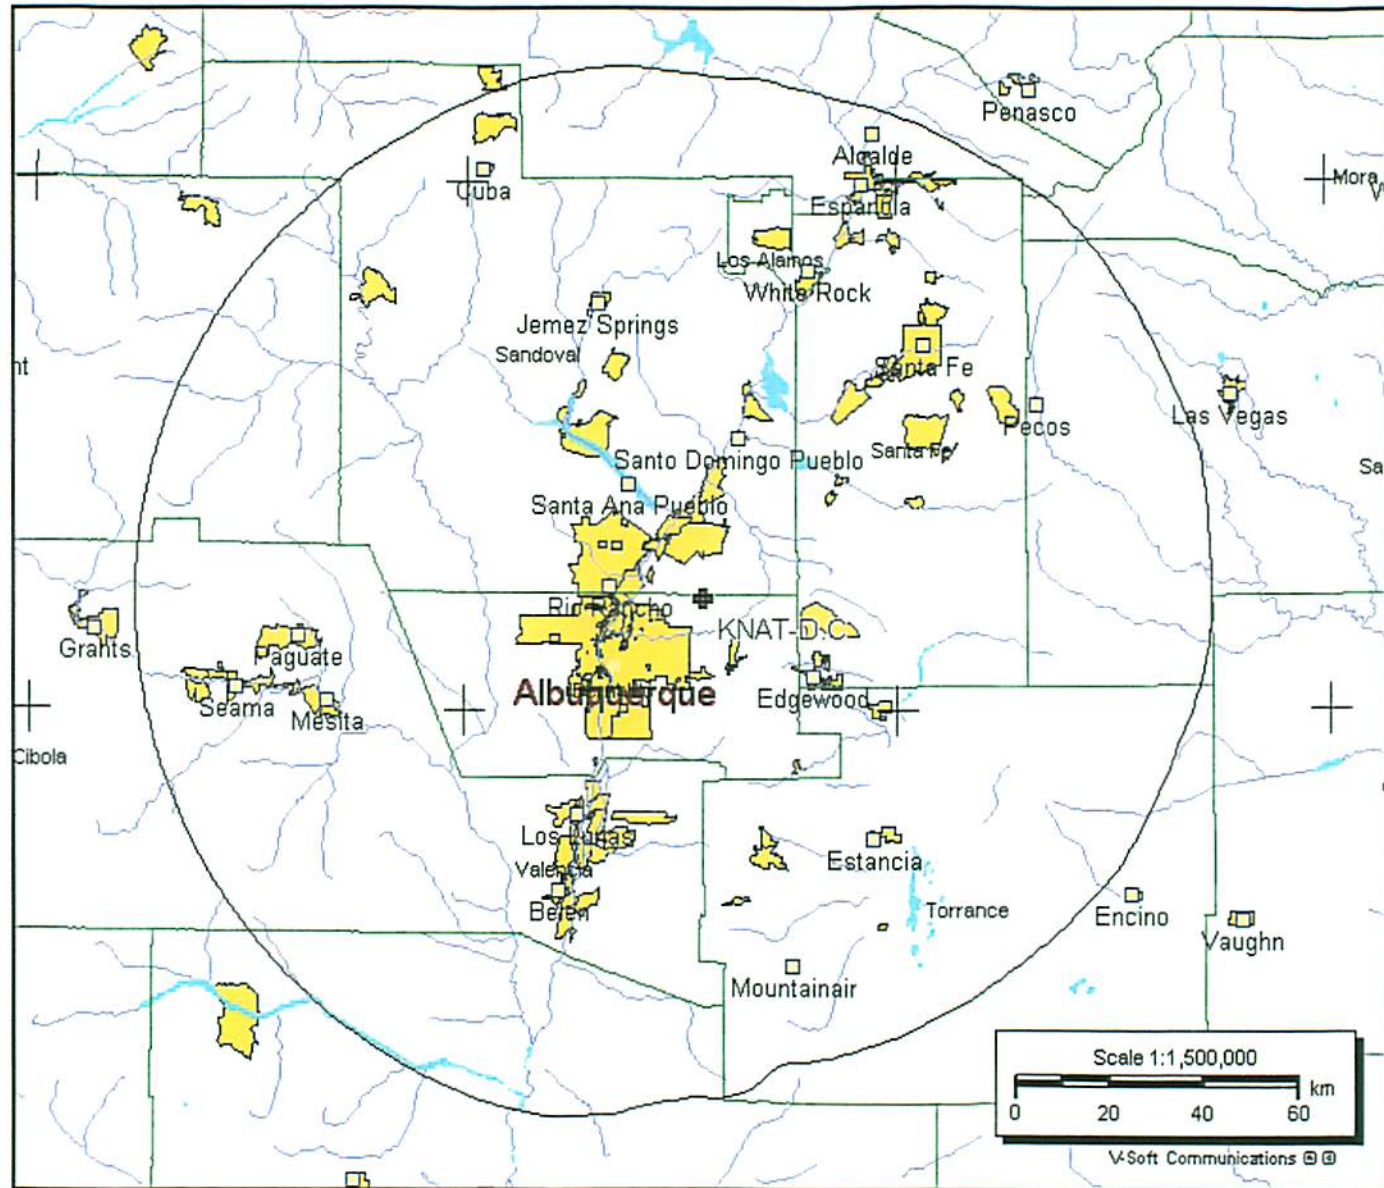 Penasco
Alcalde
Mora
Cuba
Espanola
Los Alamos
White Rock
Jemez Springs
Sandoval
nt
Santa Fe
Las Vegas
Pecos
Santa Fe
Santo Domingo Pueblo
Sa
Santa Ana Pueblo
Rio Rancho
KNAT-D.C
Grants
Paguate
Albuquerque
Edgewood
Seama
Mesita
Cibola
Los Lunas
Estancia
Valencia
Belen
Torrance
Encino
Vaughn
Mountainair
Scale 1:1,500,000
km
0 20 40 60
V-Soft Communications ® ©